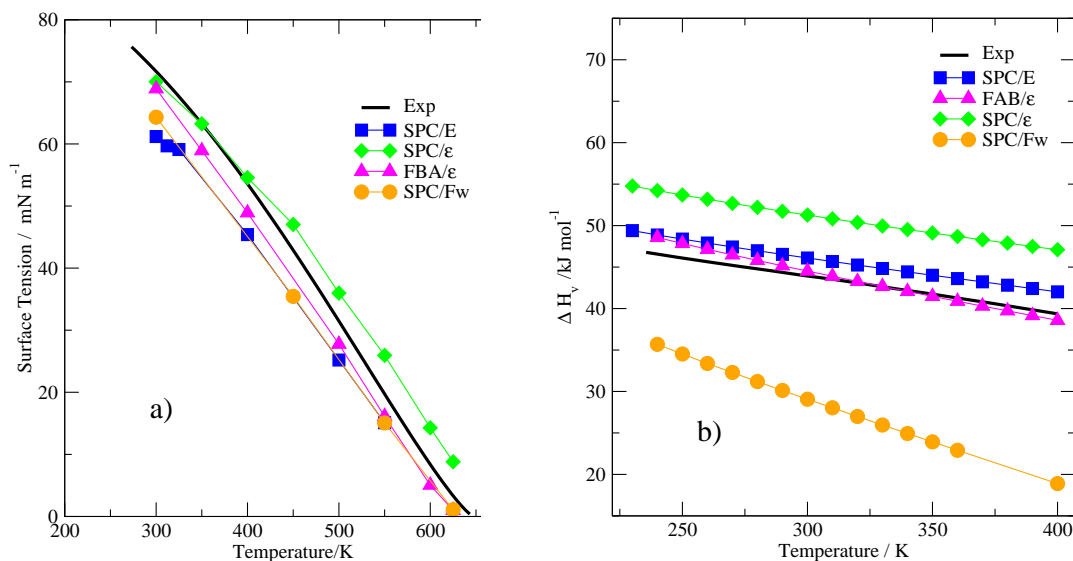 80
60
40
20
0
200
300
400
500
600
Surface Tension / mN m⁻¹
Temperature/K
Exp
SPC/E
SPC/ε
FBA/ε
SPC/Fw
a)
70
60
50
40
30
20
250
300
350
400
Δ Hᵥ /kJ mol⁻¹
Temperature / K
Exp
SPC/E
FAB/ε
SPC/ε
SPC/Fw
b)